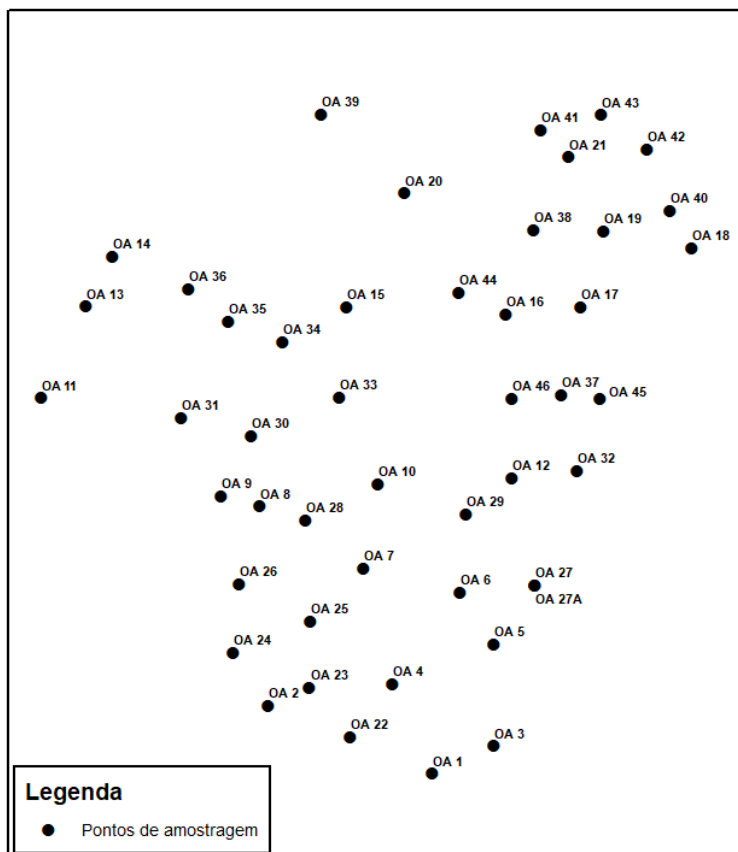 OA 39
OA 43
OA 41
OA 42
OA 21
OA 20
OA 40
OA 38
OA 19
OA 18
OA 14
OA 36
OA 44
OA 13
OA 15
OA 17
OA 35
OA 16
OA 34
OA 11
OA 33
OA 46
OA 37
OA 45
OA 31
OA 30
OA 10
OA 12
OA 32
OA 9
OA 8
OA 29
OA 28
OA 7
OA 26
OA 6
OA 27
OA 27A
OA 25
OA 5
OA 24
OA 23
OA 4
OA 2
OA 22
OA 3
OA 1
Legenda
Pontos de amostragem